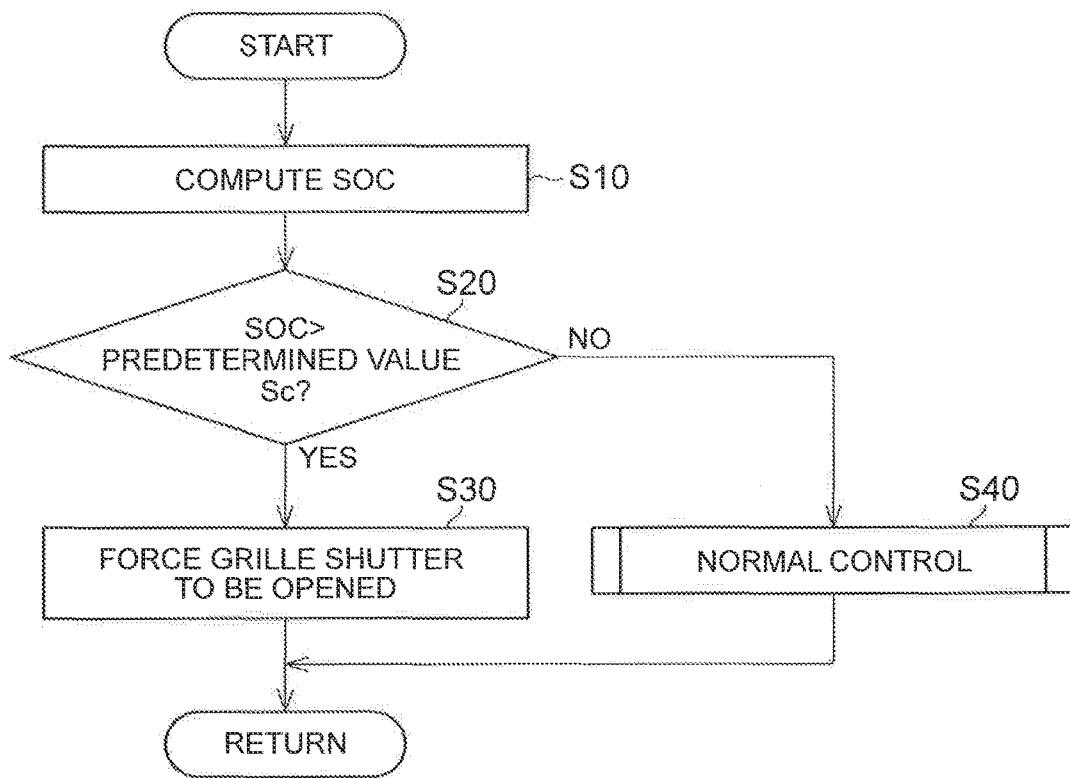 START
COMPUTE SOC
S10
S20
SOC>
PREDETERMINED VALUE
Sc?
NO
YES
S30
FORCE GRILLE SHUTTER
TO BE OPENED
S40
NORMAL CONTROL
RETURN